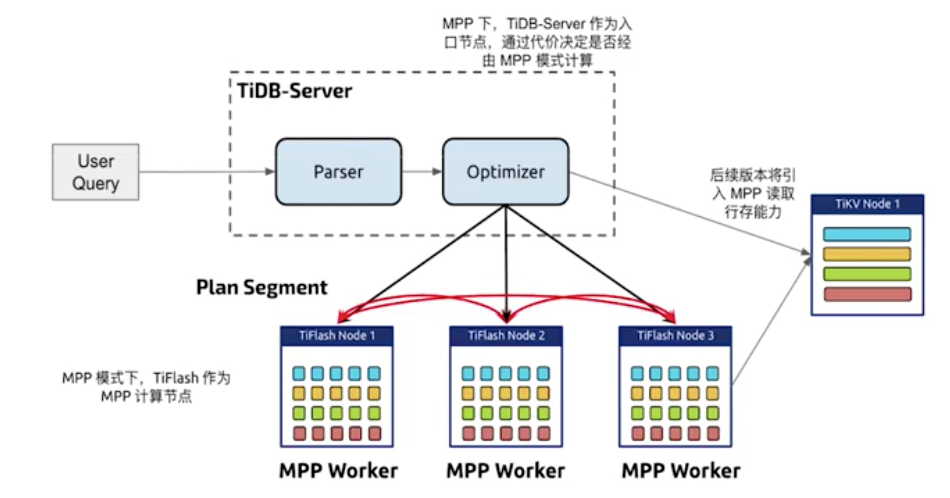 MPP 下，TiDB-Server 作为入
口节点，通过代价决定是否经
由 MPP 模式计算
TiDB-Server
User
Query
Parser
Optimizer
后续版本将引
入 MPP 读取
行存能力
TiKV Node 1
Plan Segment
TiFlash Node 1
TiFlash Node 2
TiFlash Node 3
MPP 模式下，TiFlash 作为
MPP 计算节点
MPP Worker
MPP Worker
MPP Worker